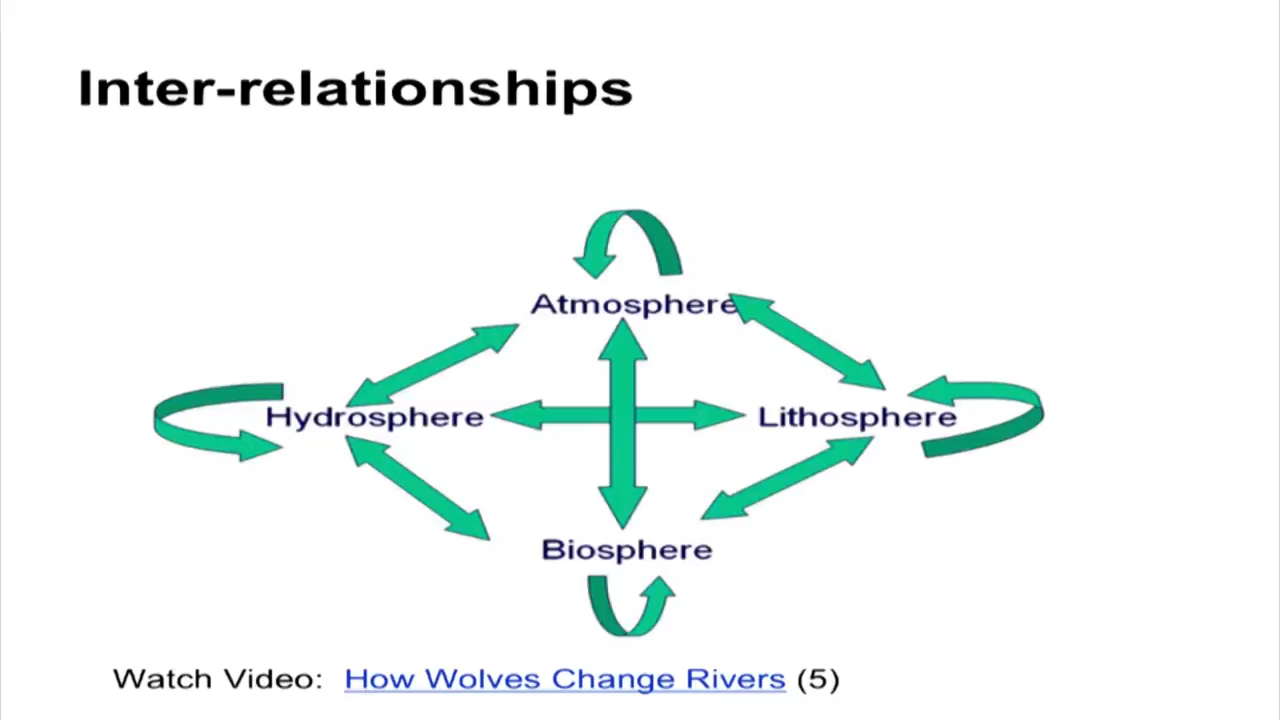 Inter-relationships
Atmosphere
Hydrosphere
Lithosphere
Biosphere
Watch Video: How Wolves Change Rivers (5)